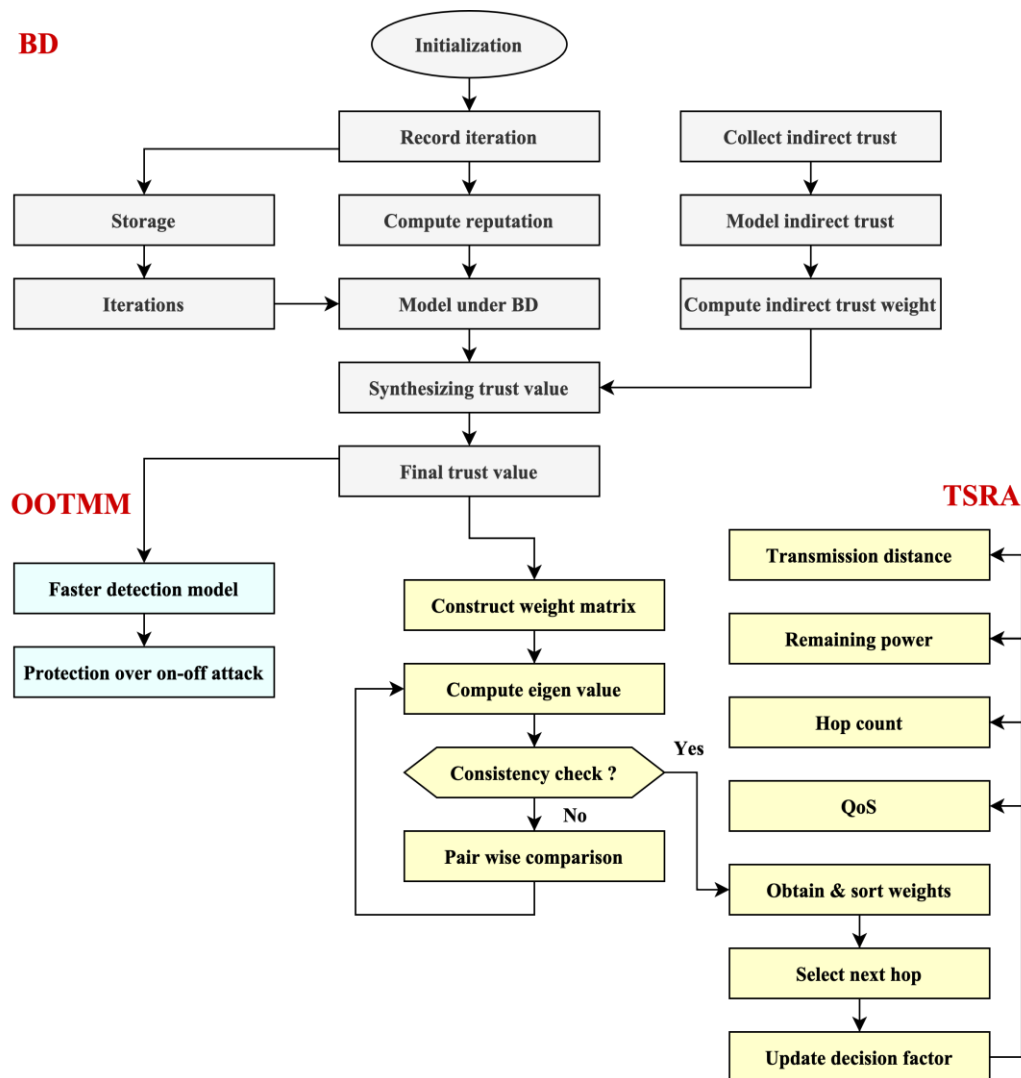 BD
Initialization
Record iteration
Collect indirect trust
Storage
Compute reputation
Model indirect trust
Iterations
Model under BD
Compute indirect trust weight
Synthesizing trust value
Final trust value
OOTMM
TSRA
Transmission distance
Faster detection model
Construct weight matrix
Remaining power
Protection over on-off attack
Compute eigen value
Hop count
Yes
Consistency check ?
QoS
No
Pair wise comparison
Obtain & sort weights
Select next hop
Update decision factor